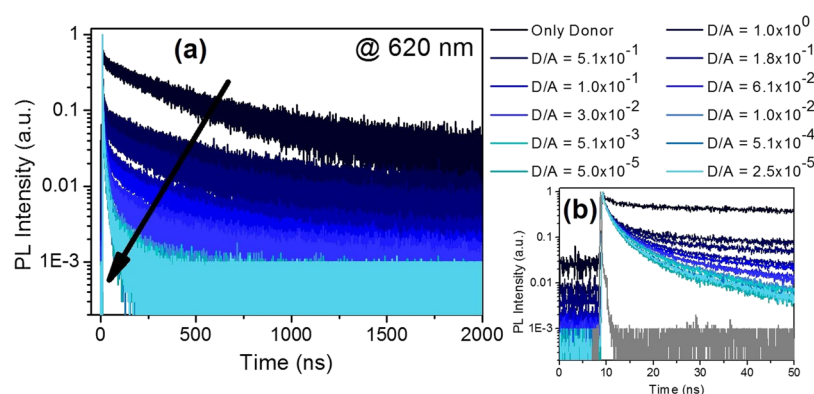 (a)
@ 620 nm
PL Intensity (a.u.)
1
0.1
0.01
1E-3
0
500
1000
1500
2000
Time (ns)
Only Donor
D/A = 1.0x10⁰
D/A = 5.1x10⁻¹
D/A = 1.8x10⁻¹
D/A = 1.0x10⁻¹
D/A = 6.1x10⁻²
D/A = 3.0x10⁻²
D/A = 1.0x10⁻²
D/A = 5.1x10⁻³
D/A = 5.1x10⁻⁴
D/A = 5.0x10⁻⁵
D/A = 2.5x10⁻⁵
(b)
PL Intensity (a.u.)
1
0.1
0.01
1E-3
0
10
20
30
40
50
Time (ns)